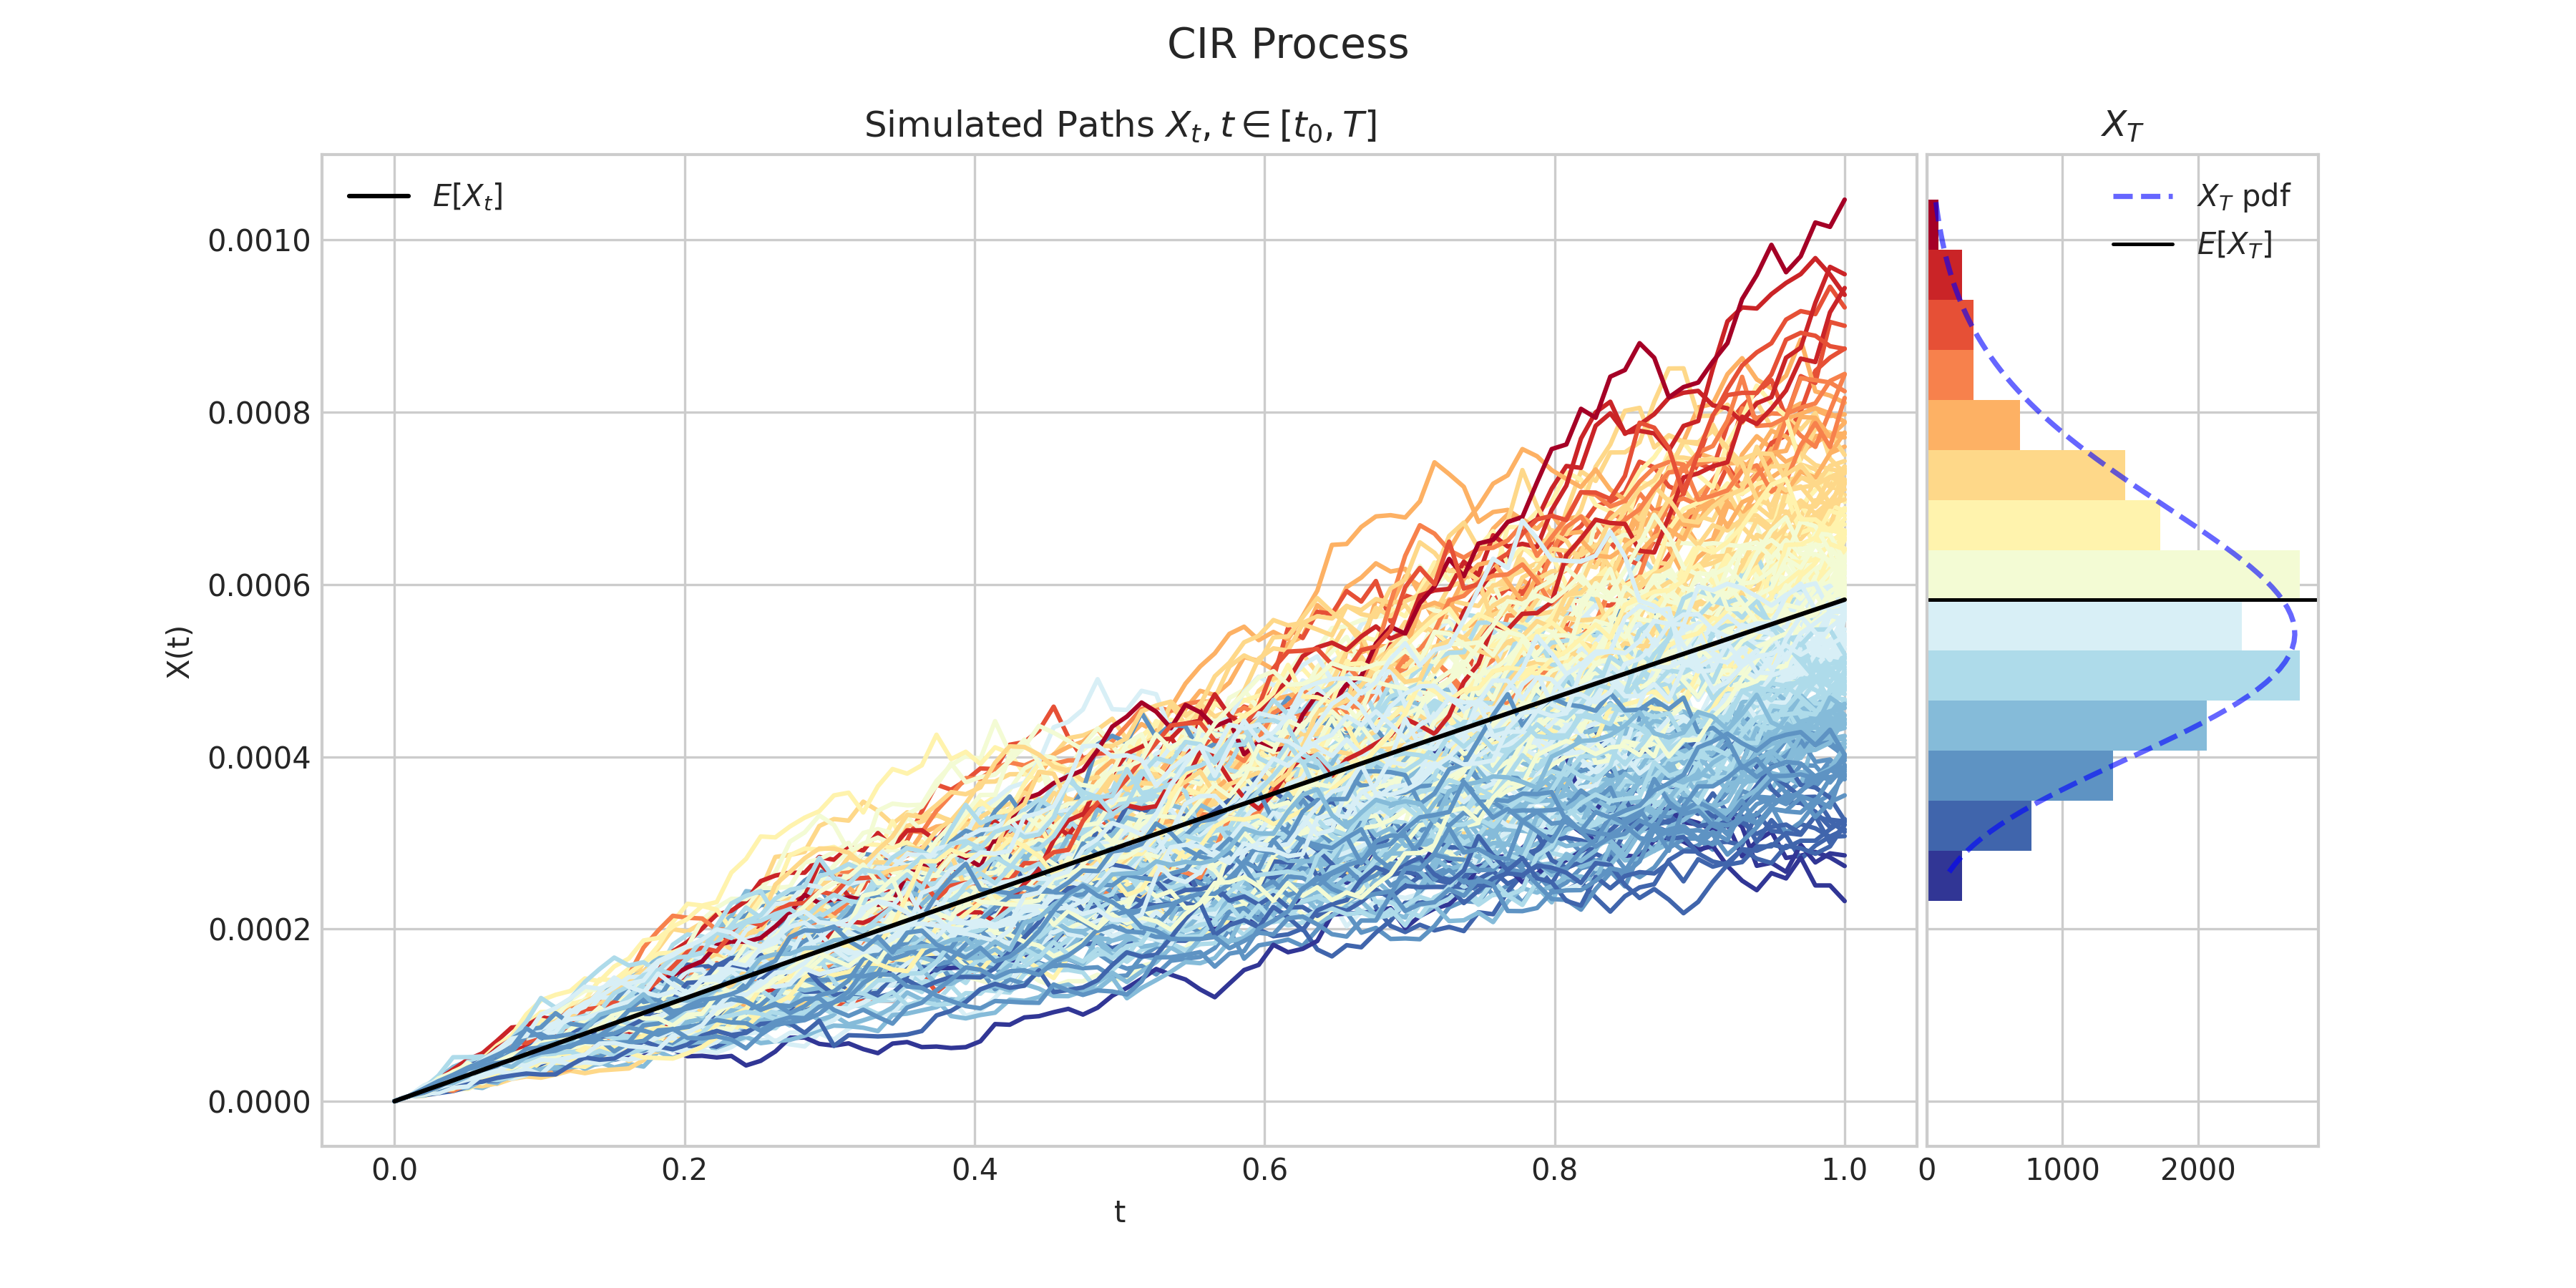 CIR Process
Simulated Paths $X_t, t \in [t_0, T]$
$X_T$
$E[X_t]$
$X_T$ pdf
$E[X_T]$
0.0010
0.0008
0.0006
0.0004
0.0002
0.0000
X(t)
0.0 0.2 0.4 0.6 0.8 1.0
0 1000 2000
t